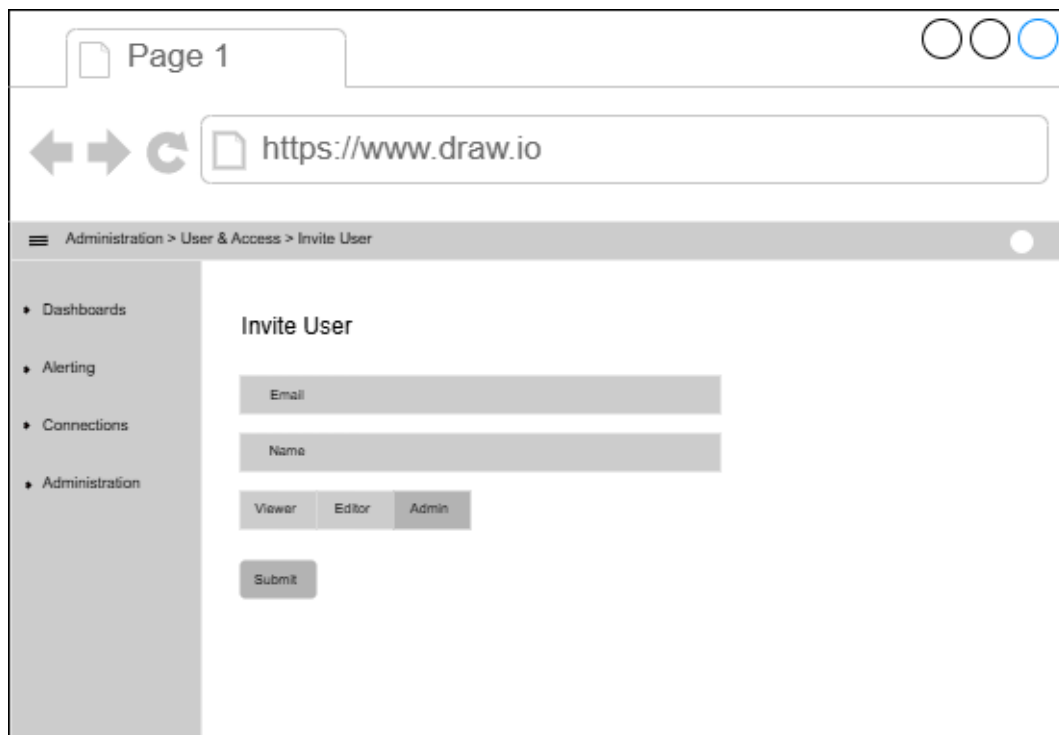 Page 1
https://www.draw.io
Administration > User & Access > Invite User
Dashboards
Alerting
Connections
Administration
Invite User
Email
Name
Viewer Editor Admin
Submit